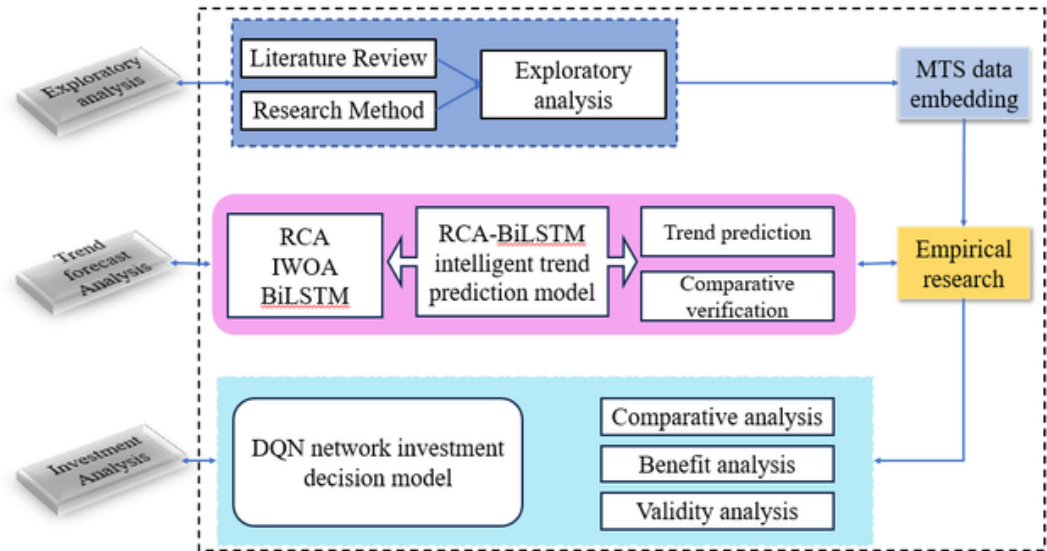 Exploratory
analysis
Literature Review
Research Method
Exploratory
analysis
MTS data
embedding
Trend
forecast
Analysis
RCA
IWOA
BiLSTM
RCA-BiLSTM
intelligent trend
prediction model
Trend prediction
Comparative
verification
Empirical
research
Investment
Analysis
DQN network investment
decision model
Comparative analysis
Benefit analysis
Validity analysis